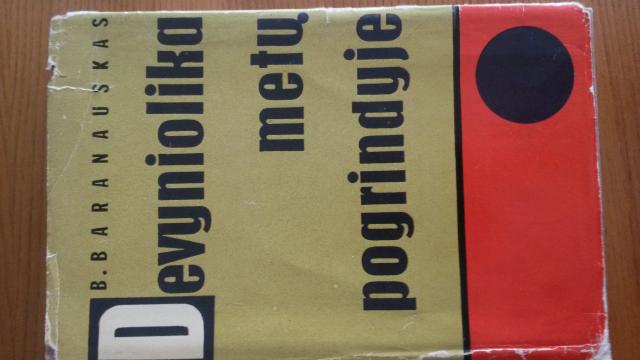 B. BARANAUSKAS
Devyniolika
metų
pogrindyje